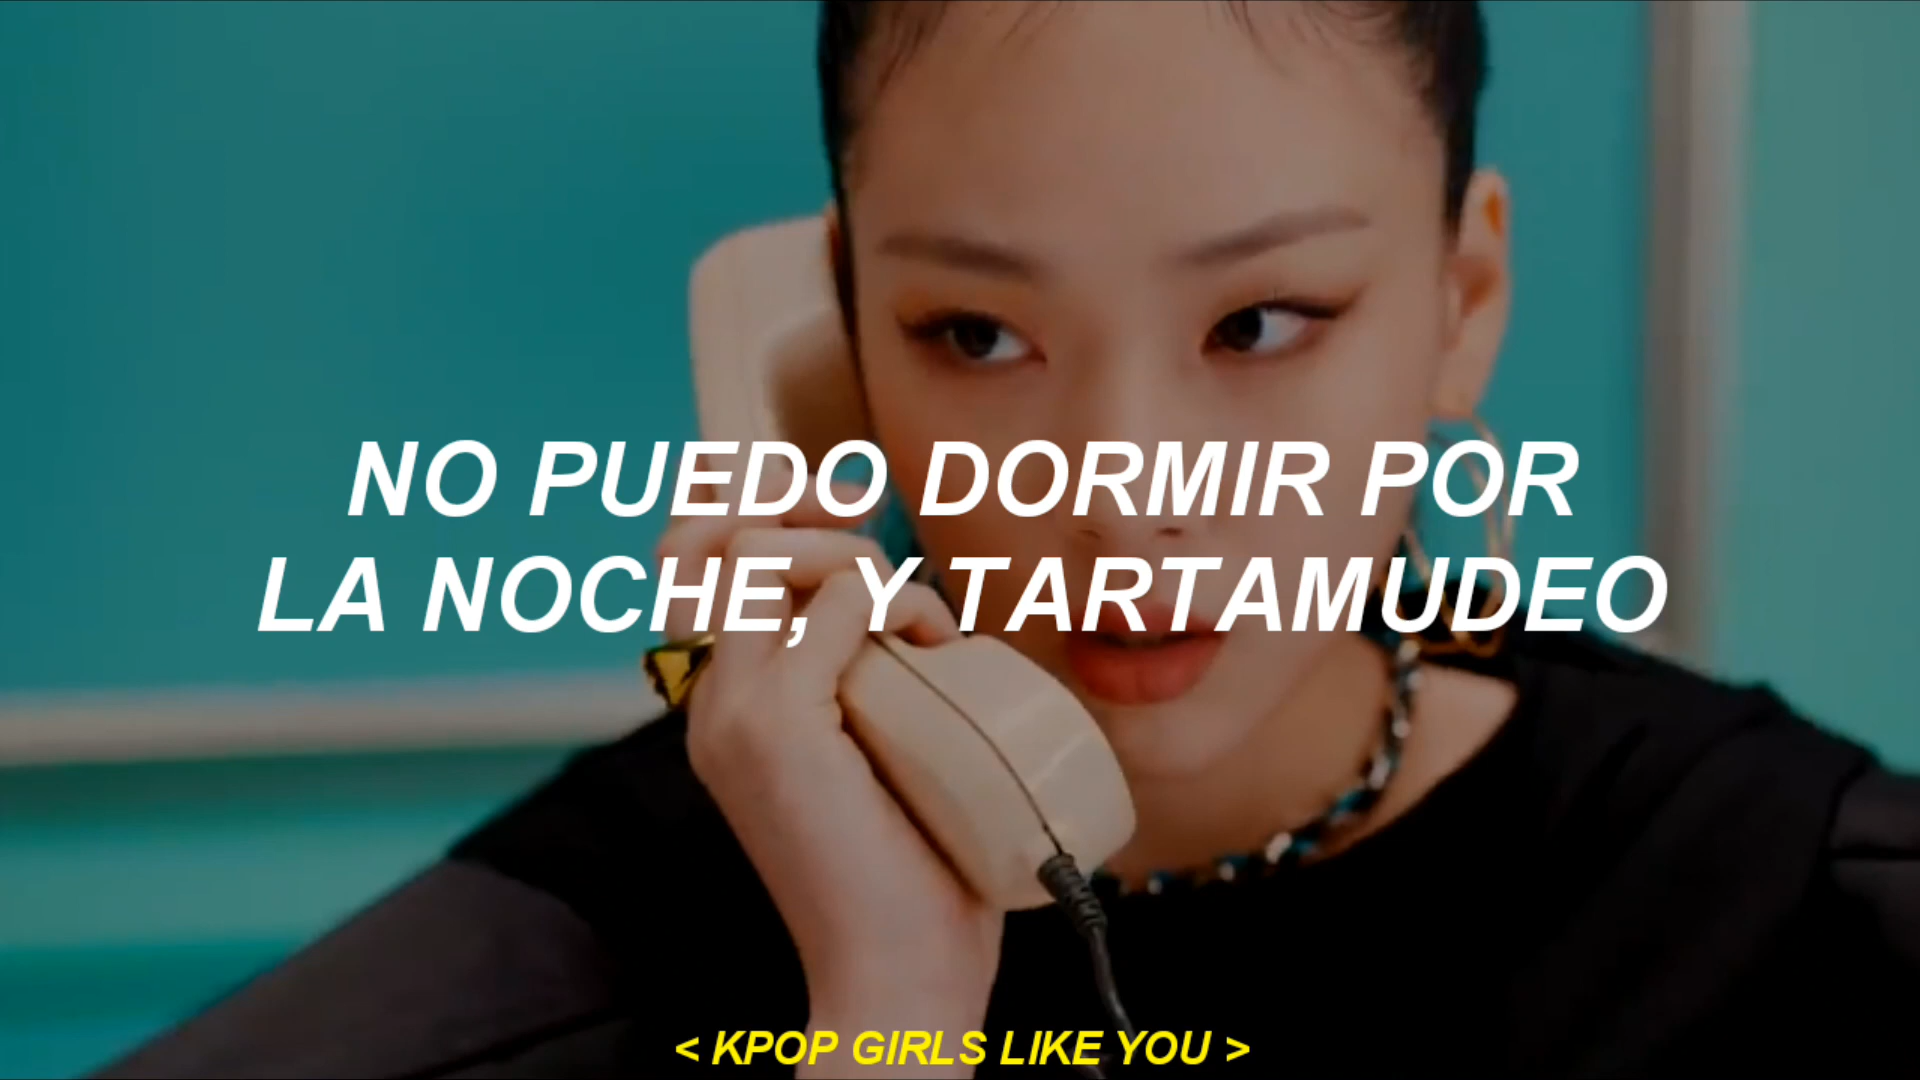 NO PUEDO DORMIR POR
LA NOCHE, Y TARTAMUDEO
< KPOP GIRLS LIKE YOU >